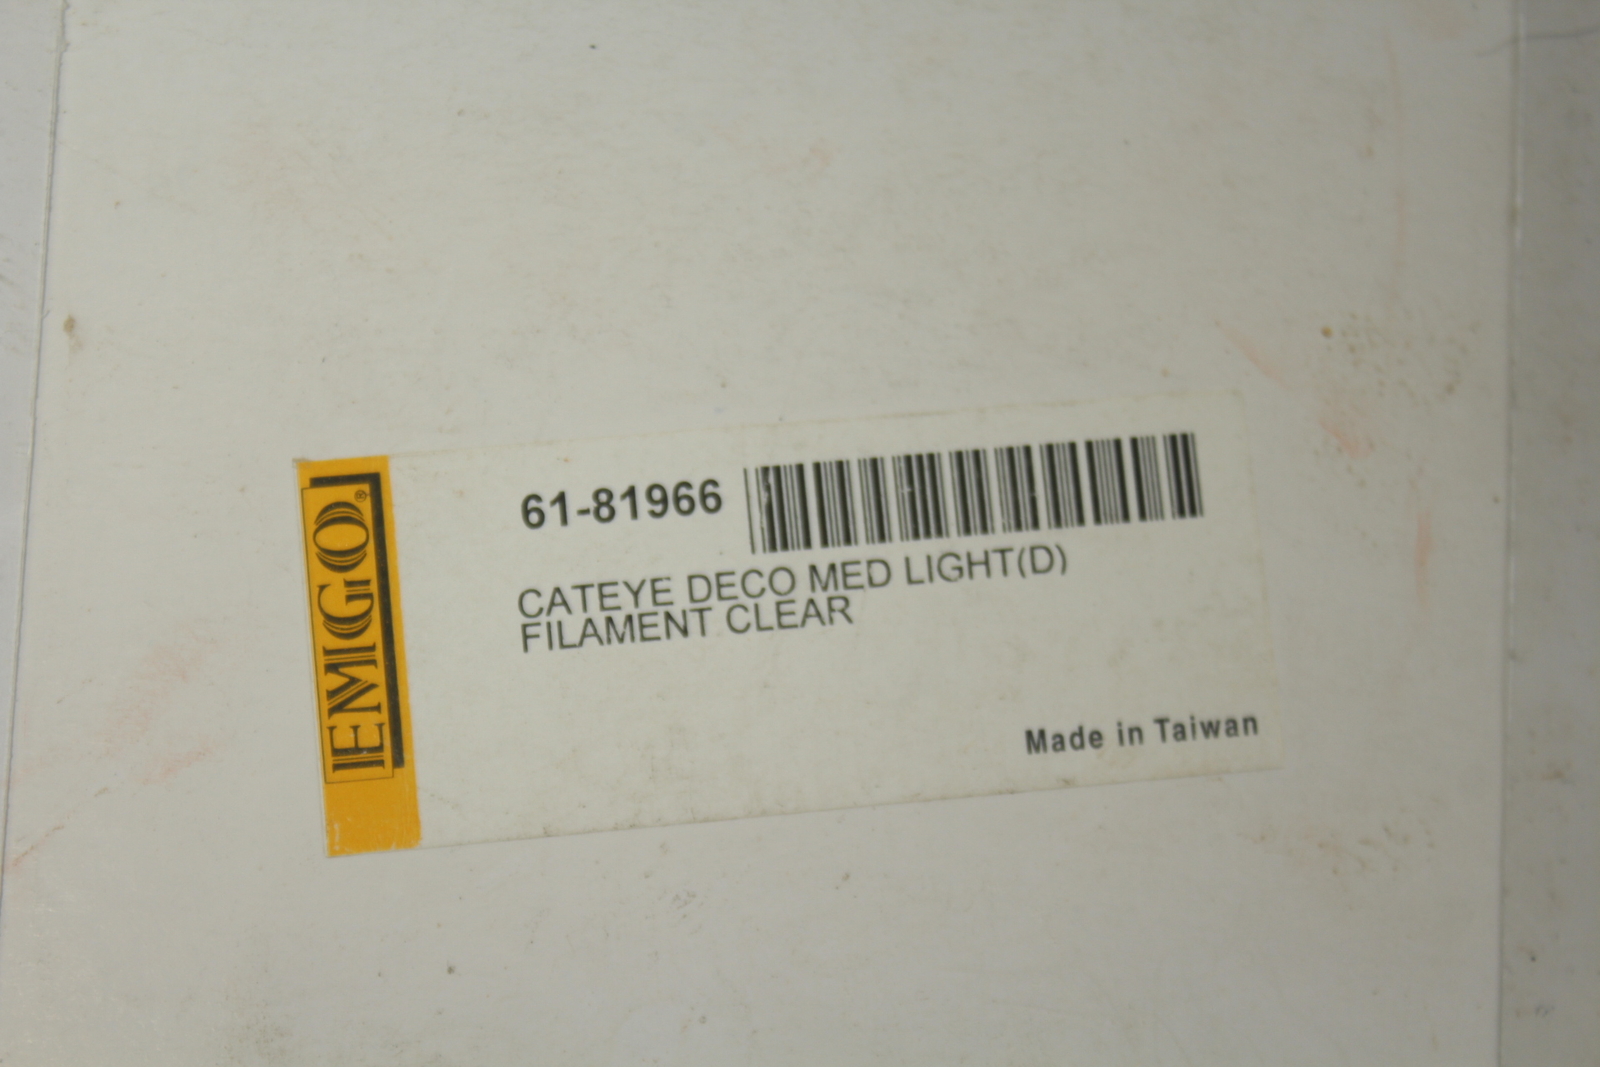 EMGO®
61-81966
CATEYE DECO MED LIGHT(D)
FILAMENT CLEAR
Made in Taiwan